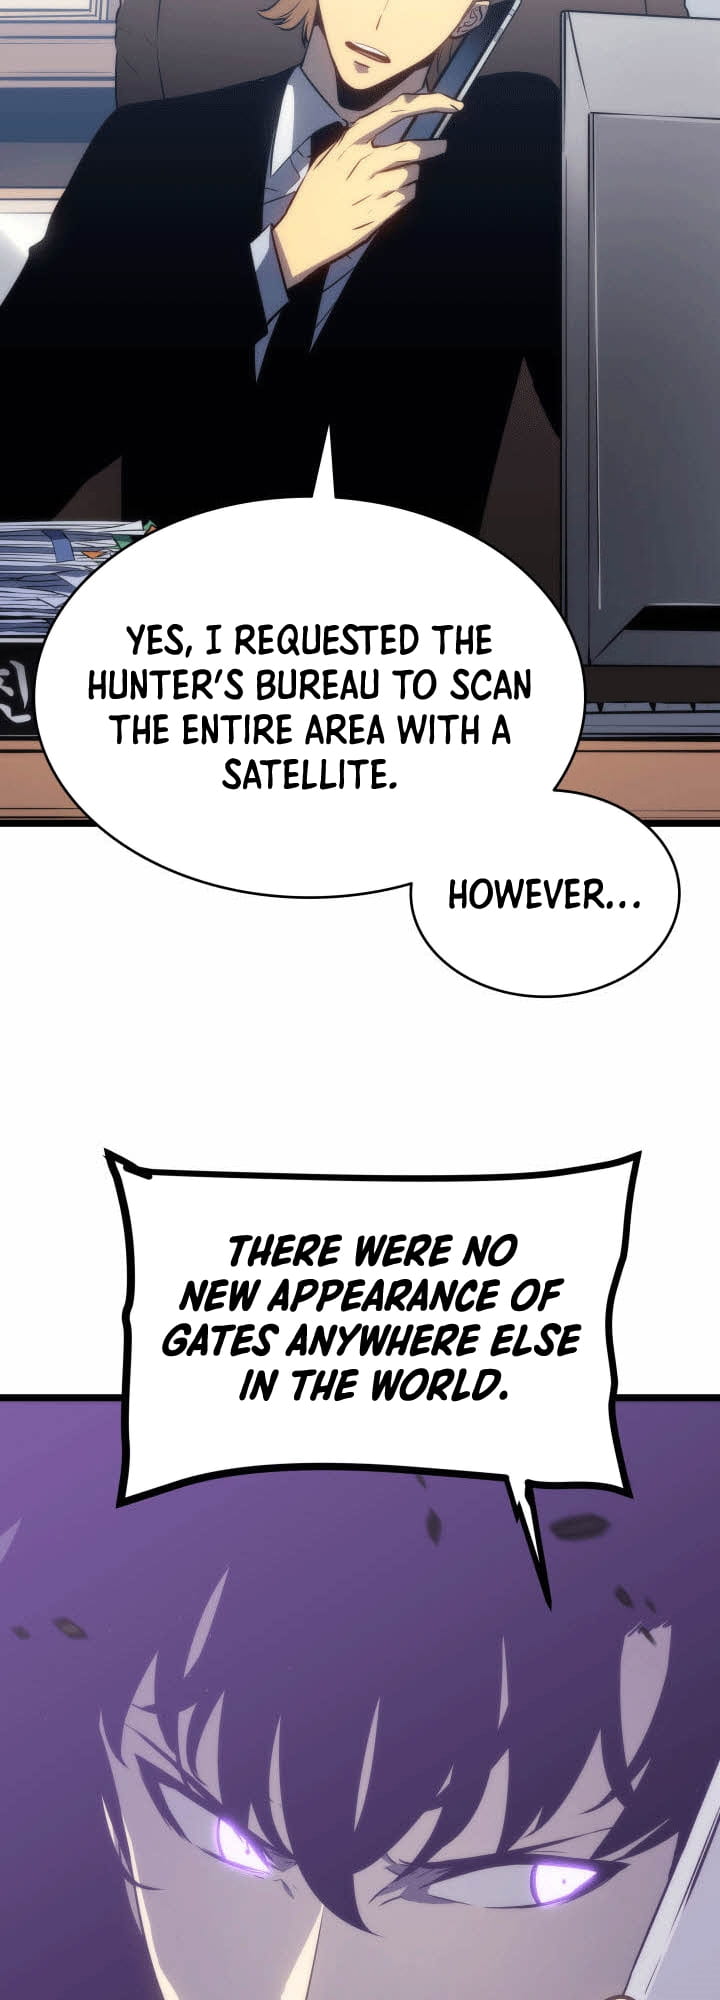 YES, I REQUESTED THE
HUNTER'S BUREAU TO SCAN
THE ENTIRE AREA WITH A
SATELLITE.
진
HOWEVER...
THERE WERE NO
NEW APPEARANCE OF
GATES ANYWHERE ELSE
IN THE WORLD.